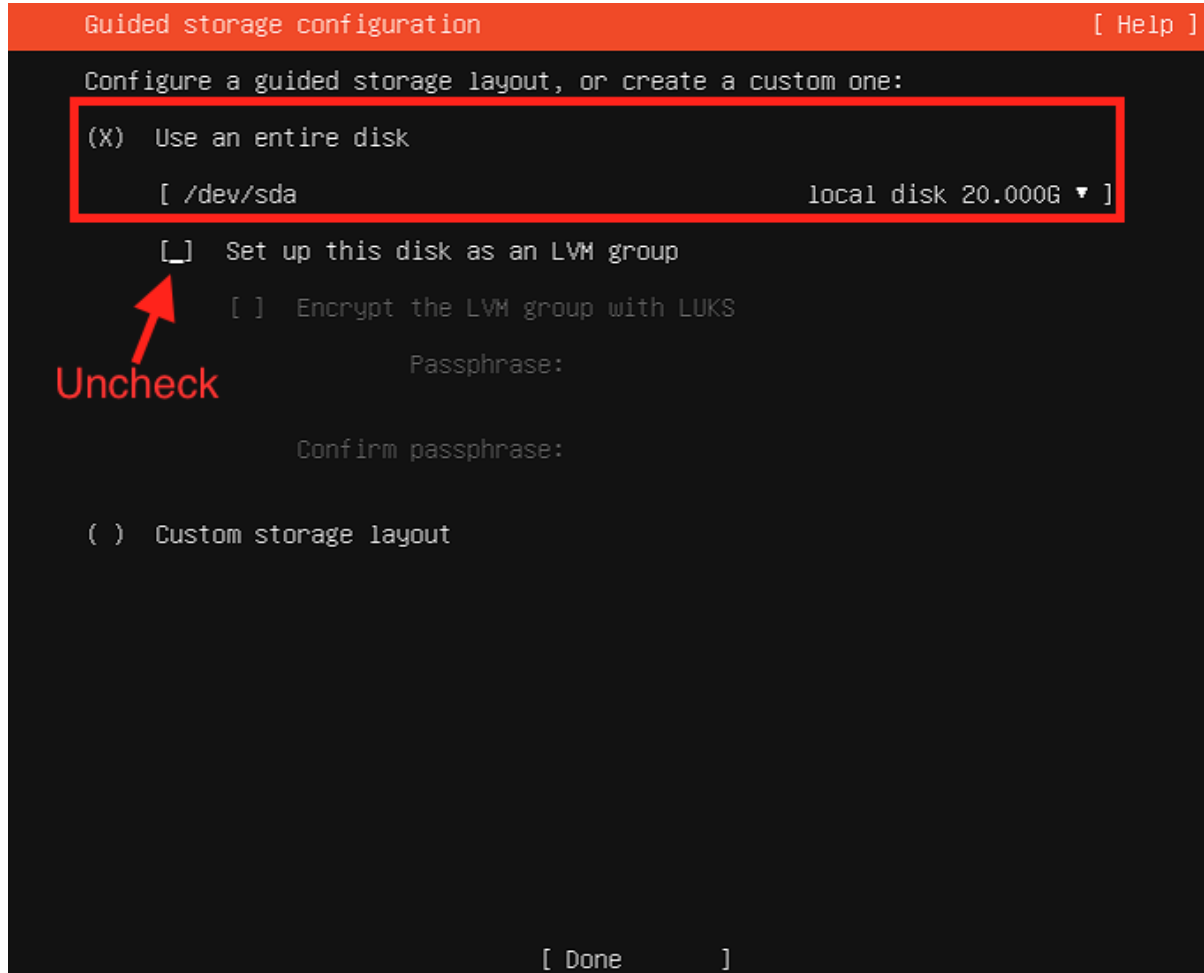 Guided storage configuration [ Help ]
Configure a guided storage layout, or create a custom one:
(X) Use an entire disk
[ /dev/sda local disk 20.000G ▾ ]
[_] Set up this disk as an LVM group
[ ] Encrypt the LVM group with LUKS
Passphrase:
Uncheck
Confirm passphrase:
( ) Custom storage layout
[ Done ]